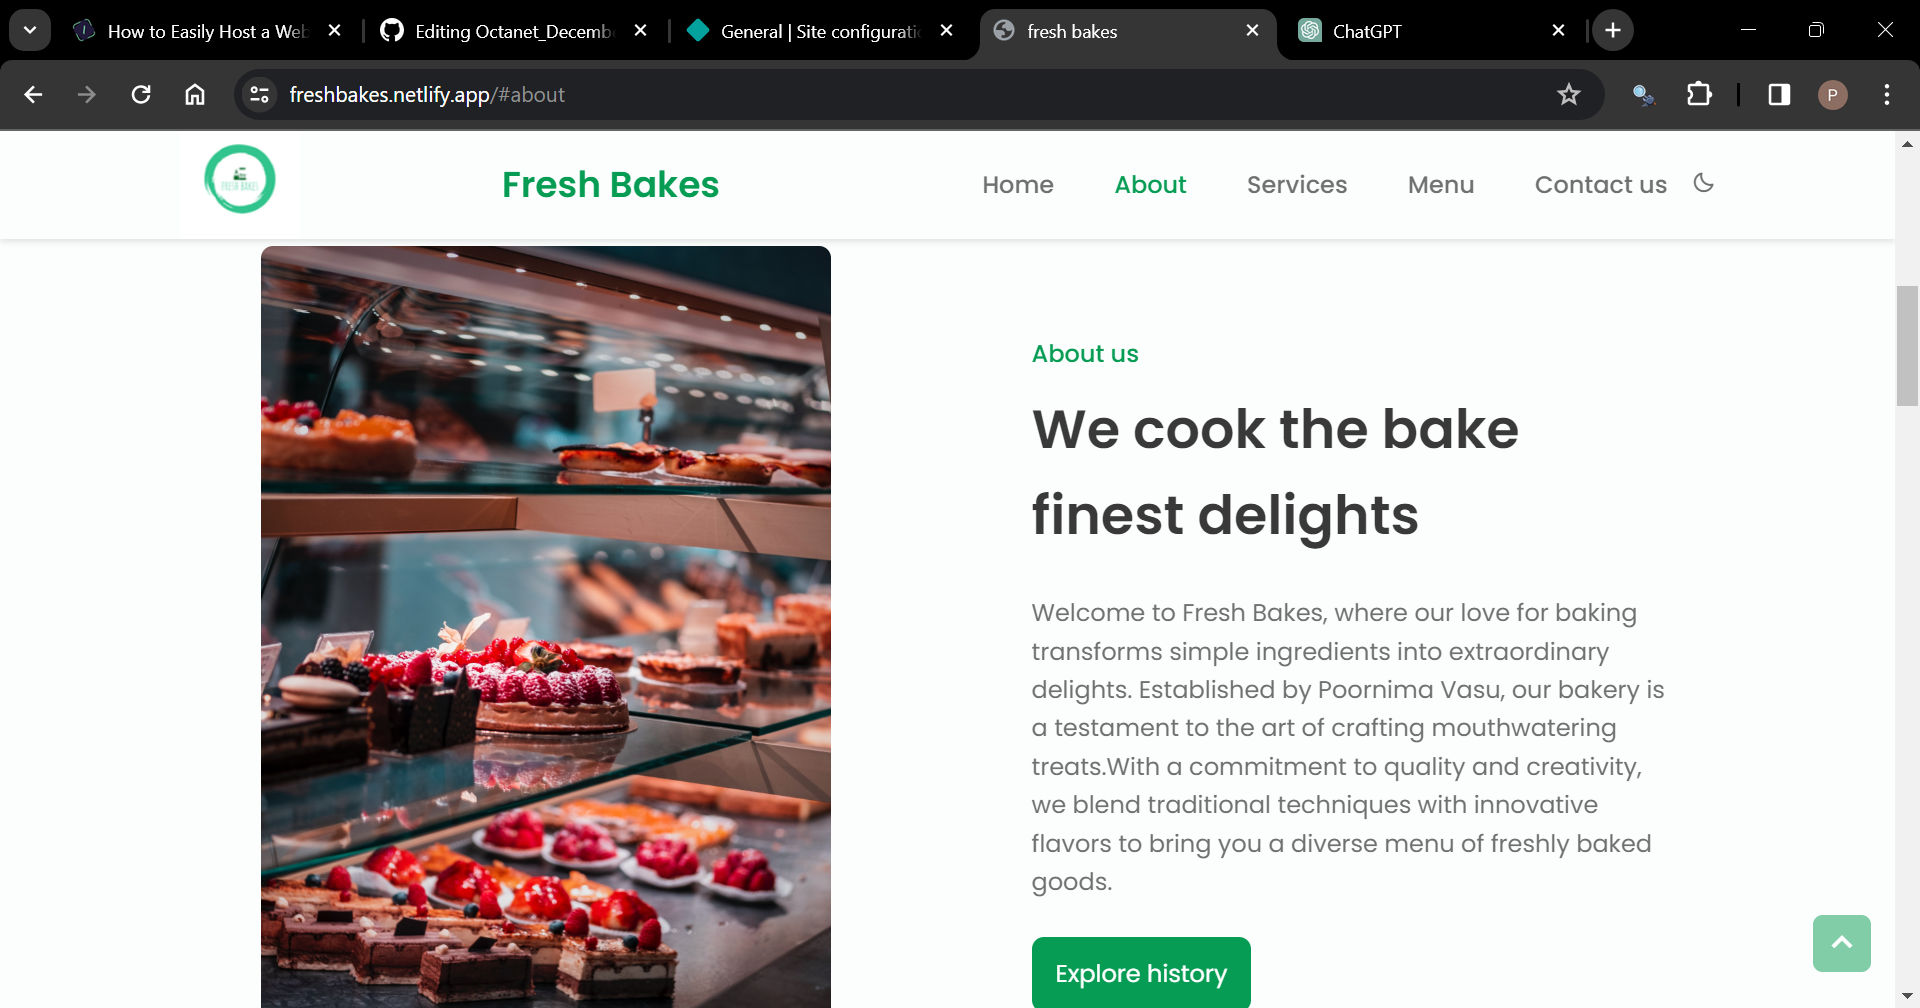 How to Easily Host a Web
Editing Octanet_Decemb
General | Site configurati
fresh bakes
ChatGPT
freshbakes.netlify.app/#about
P
FRESH BAKES
Fresh Bakes
Home
About
Services
Menu
Contact us
About us
We cook the bake
finest delights
Welcome to Fresh Bakes, where our love for baking
transforms simple ingredients into extraordinary
delights. Established by Poornima Vasu, our bakery is
a testament to the art of crafting mouthwatering
treats.With a commitment to quality and creativity,
we blend traditional techniques with innovative
flavors to bring you a diverse menu of freshly baked
goods.
Explore history